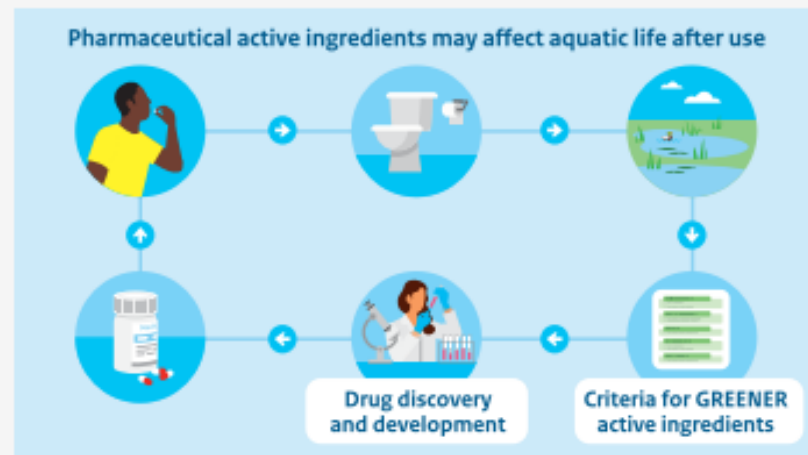 Pharmaceutical active ingredients may affect aquatic life after use
Drug discovery
and development
Criteria for GREENER
active ingredients